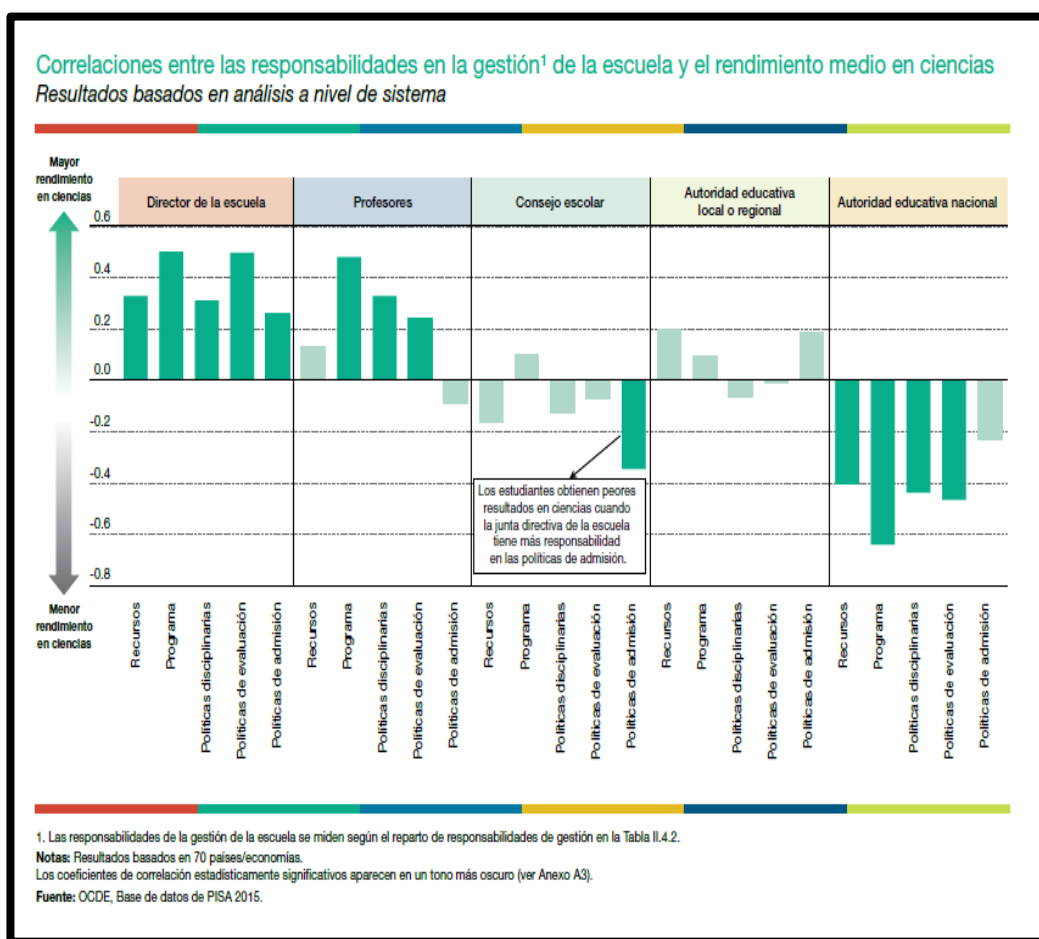 Correlaciones entre las responsabilidades en la gestión¹ de la escuela y el rendimiento medio en ciencias
Resultados basados en análisis a nivel de sistema
Mayor
rendimiento
en ciencias
Director de la escuela
Profesores
Consejo escolar
Autoridad educativa
local o regional
Autoridad educativa nacional
0.6
0.4
0.2
0.0
-0.2
-0.4
-0.6
-0.8
Los estudiantes obtienen peores
resultados en ciencias cuando
la junta directiva de la escuela
tiene más responsabilidad
en las políticas de admisión.
Menor
rendimiento
en ciencias
Recursos
Programa
Políticas disciplinarias
Políticas de evaluación
Políticas de admisión
Recursos
Programa
Políticas disciplinarias
Políticas de evaluación
Políticas de admisión
Recursos
Programa
Políticas disciplinarias
Políticas de evaluación
Políticas de admisión
Recursos
Programa
Políticas disciplinarias
Políticas de evaluación
Políticas de admisión
Recursos
Programa
Políticas disciplinarias
Políticas de evaluación
Políticas de admisión
1. Las responsabilidades de la gestión de la escuela se miden según el reparto de responsabilidades de gestión en la Tabla II.4.2.
Notas: Resultados basados en 70 países/economías.
Los coeficientes de correlación estadísticamente significativos aparecen en un tono más oscuro (ver Anexo A3).
Fuente: OCDE, Base de datos de PISA 2015.